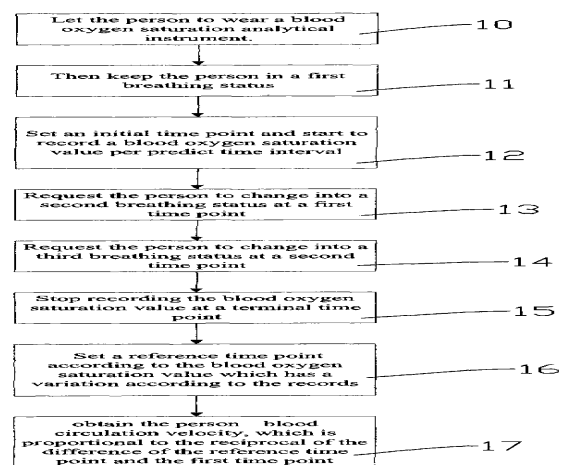 Let the person to wear a blood
oxygen saturation analytical
instrument.
10
Then keep the person in a first
breathing status
11
Set an initial time point and start to
record a blood oxygen saturation
value per predict time interval
12
Request the person to change into a
second breathing status at a first
time point
13
Request the person to change into a
third breathing status at a second
time point
14
Stop recording the blood oxygen
saturation value at a terminal time
point
15
Set a reference time point
according to the blood oxygen
saturation value which has a
variation according to the records
16
obtain the person blood
circulation velocity, which is
proportional to the reciprocal of the
difference of the reference time
point and the first time point
17